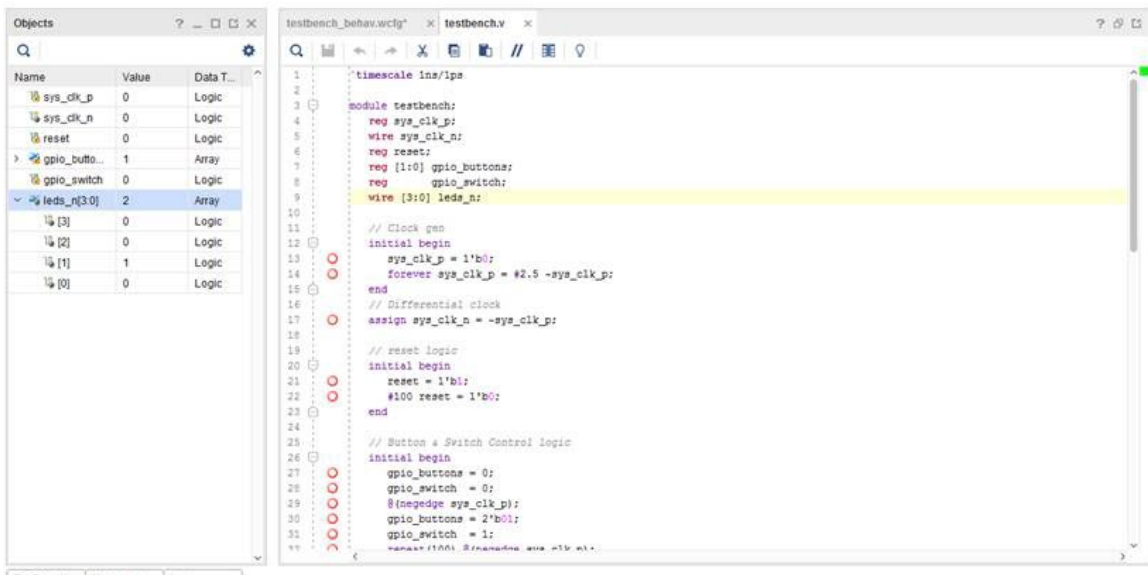 Objects
Name Value Data T...
sys_clk_p 0 Logic
sys_clk_n 0 Logic
reset 0 Logic
gpio_butto... 1 Array
gpio_switch 0 Logic
leds_n[3:0] 2 Array
[3] 0 Logic
[2] 0 Logic
[1] 1 Logic
[0] 0 Logic
testbench_behav.wcfg* × testbench.v ×
1 `timescale 1ns/1ps
2
3 module testbench;
4 reg sys_clk_p;
5 wire sys_clk_n;
6 reg reset;
7 reg [1:0] gpio_buttons;
8 reg gpio_switch;
9 wire [3:0] leds_n;
10
11 // Clock gen
12 initial begin
13 sys_clk_p = 1'b0;
14 forever sys_clk_p = #2.5 ~sys_clk_p;
15 end
16 // Differential clock
17 assign sys_clk_n = ~sys_clk_p;
18
19 // reset logic
20 initial begin
21 reset = 1'b1;
22 #100 reset = 1'b0;
23 end
24
25 // Button & Switch Control logic
26 initial begin
27 gpio_buttons = 0;
28 gpio_switch = 0;
29 @(negedge sys_clk_p);
30 gpio_buttons = 2'b01;
31 gpio_switch = 1;
32 repeat(100) @(negedge sys_clk_p);